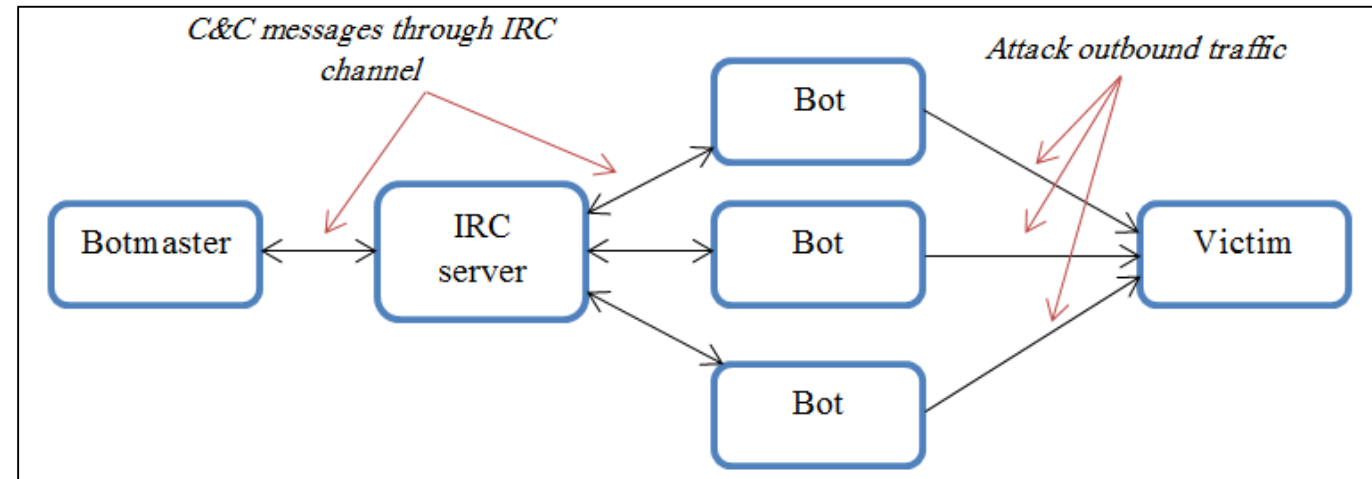 C&C messages through IRC
channel
Attack outbound traffic
Bot
Botmaster
IRC
server
Bot
Victim
Bot